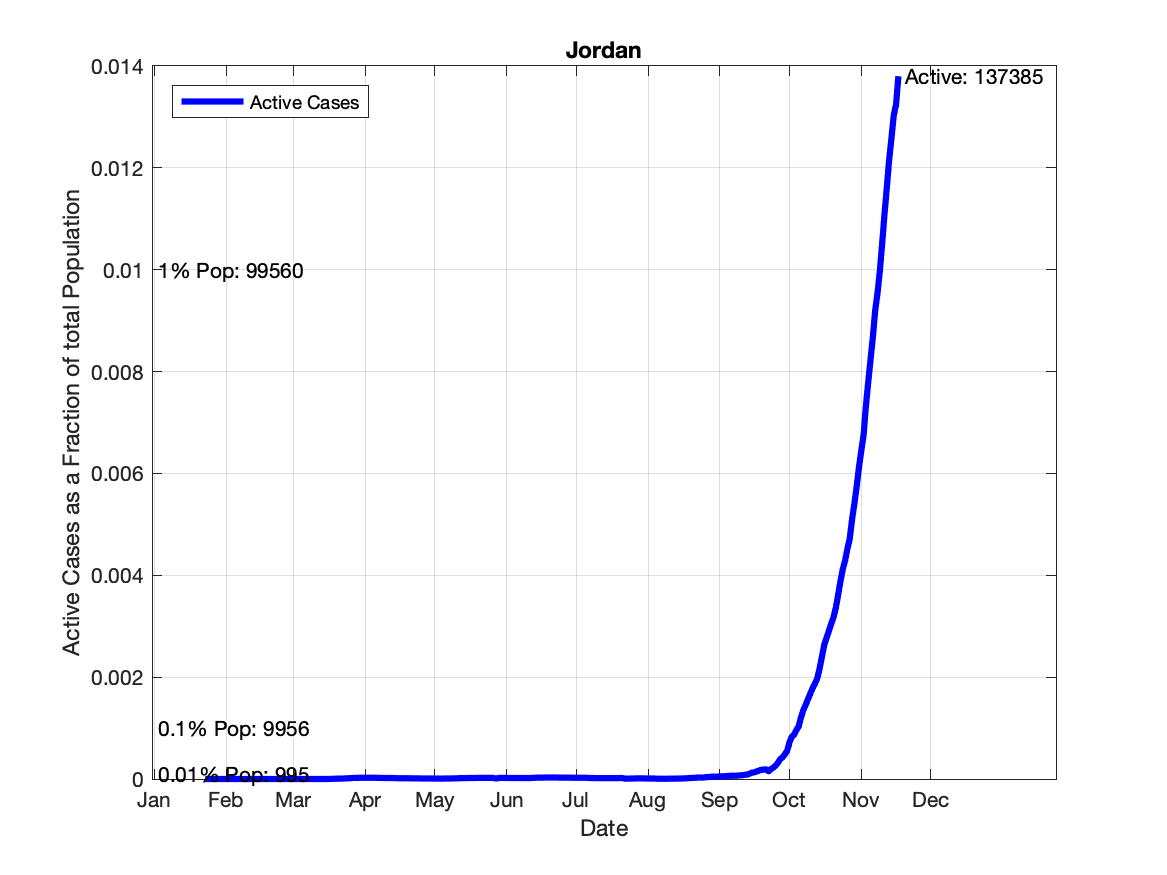 Jordan
0.014
Active: 137385
Active Cases
0.012
0.01
1% Pop: 99560
0.008
0.006
0.004
0.002
0.1% Pop: 9956
0
0.01% Pop: 995
Active Cases as a Fraction of total Population
Jan Feb Mar Apr May Jun Jul Aug Sep Oct Nov Dec
Date